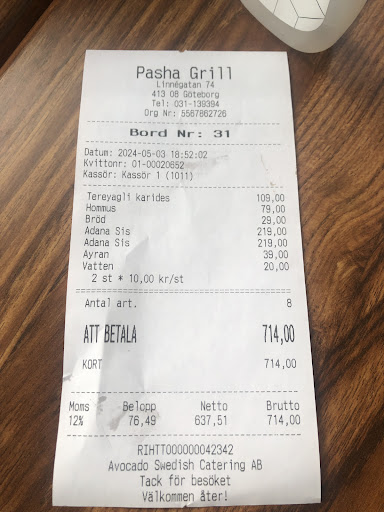 Pasha Grill
Linnégatan 74
413 08 Göteborg
Tel: 031-139394
Org Nr: 5567862726
Bord Nr: 31
Datum: 2024-05-03 18:52:02
Kvittonr: 01-00020652
Kassör: Kassör 1 (1011)
Tereyagli karides 109,00
Hommus 79,00
Bröd 29,00
Adana Sis 219,00
Adana Sis 219,00
Ayran 39,00
Vatten 20,00
2 st * 10,00 kr/st
Antal art. 8
ATT BETALA 714,00
KORT 714,00
Moms Belopp Netto Brutto
12% 76,49 637,51 714,00
RIHTT000000042342
Avocado Swedish Catering AB
Tack för besöket
Välkommen åter!